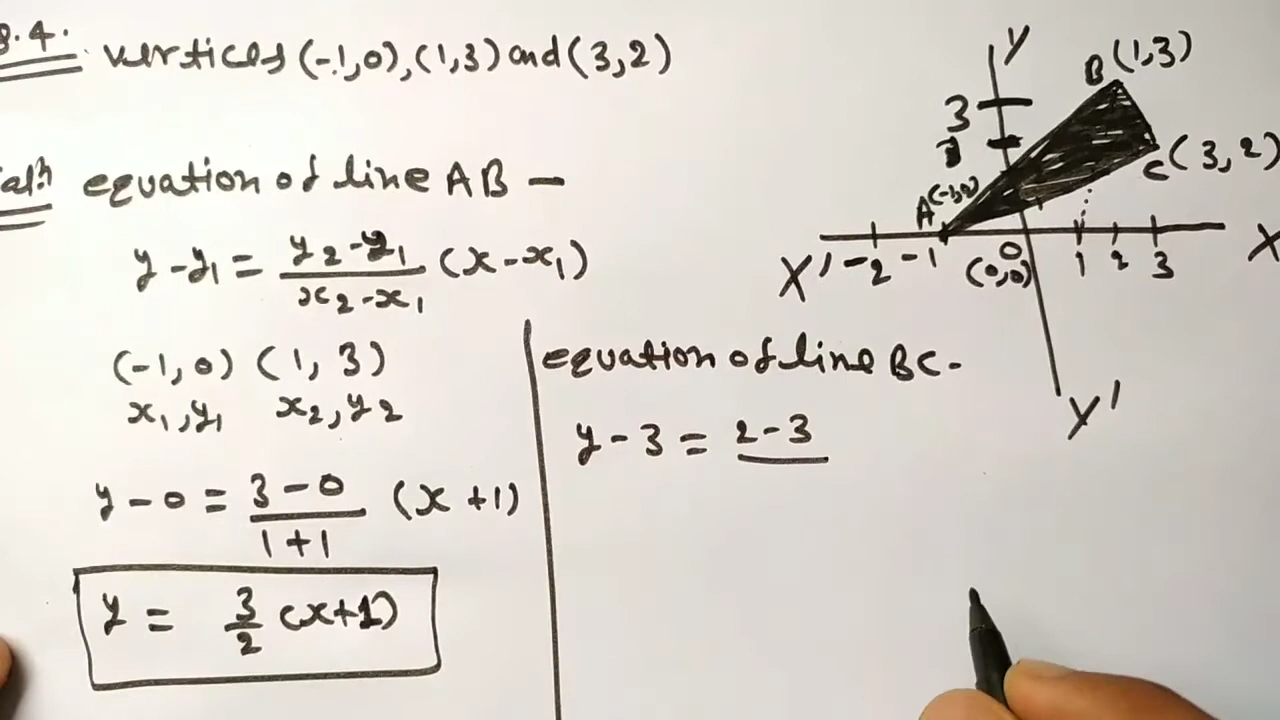 8.4. vertices (-1,0), (1,3) and (3,2)
equation of line AB -
y - y₁ = y₂-y₁/x₂-x₁ (x-x₁)
(-1,0) (1,3)
x₁,y₁ x₂,y₂
y - 0 = 3-0/1+1 (x+1)
y = 3/2 (x+1)
equation of line BC -
y - 3 = 2-3
Y
B (1,3)
3
C (3,2)
A (-1,0)
X' -2 -1 0 1 2 3 X
(0,0)
Y'